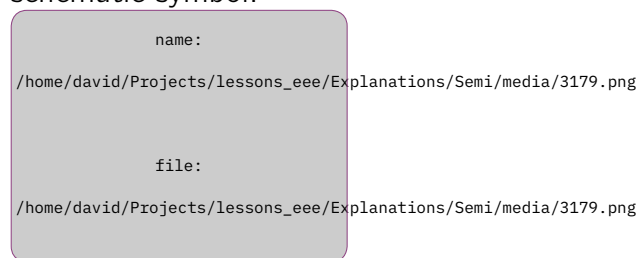 schematic symbol.
name:
/home/david/Projects/lessons_eee/Explanations/Semi/media/3179.png
file:
/home/david/Projects/lessons_eee/Explanations/Semi/media/3179.png